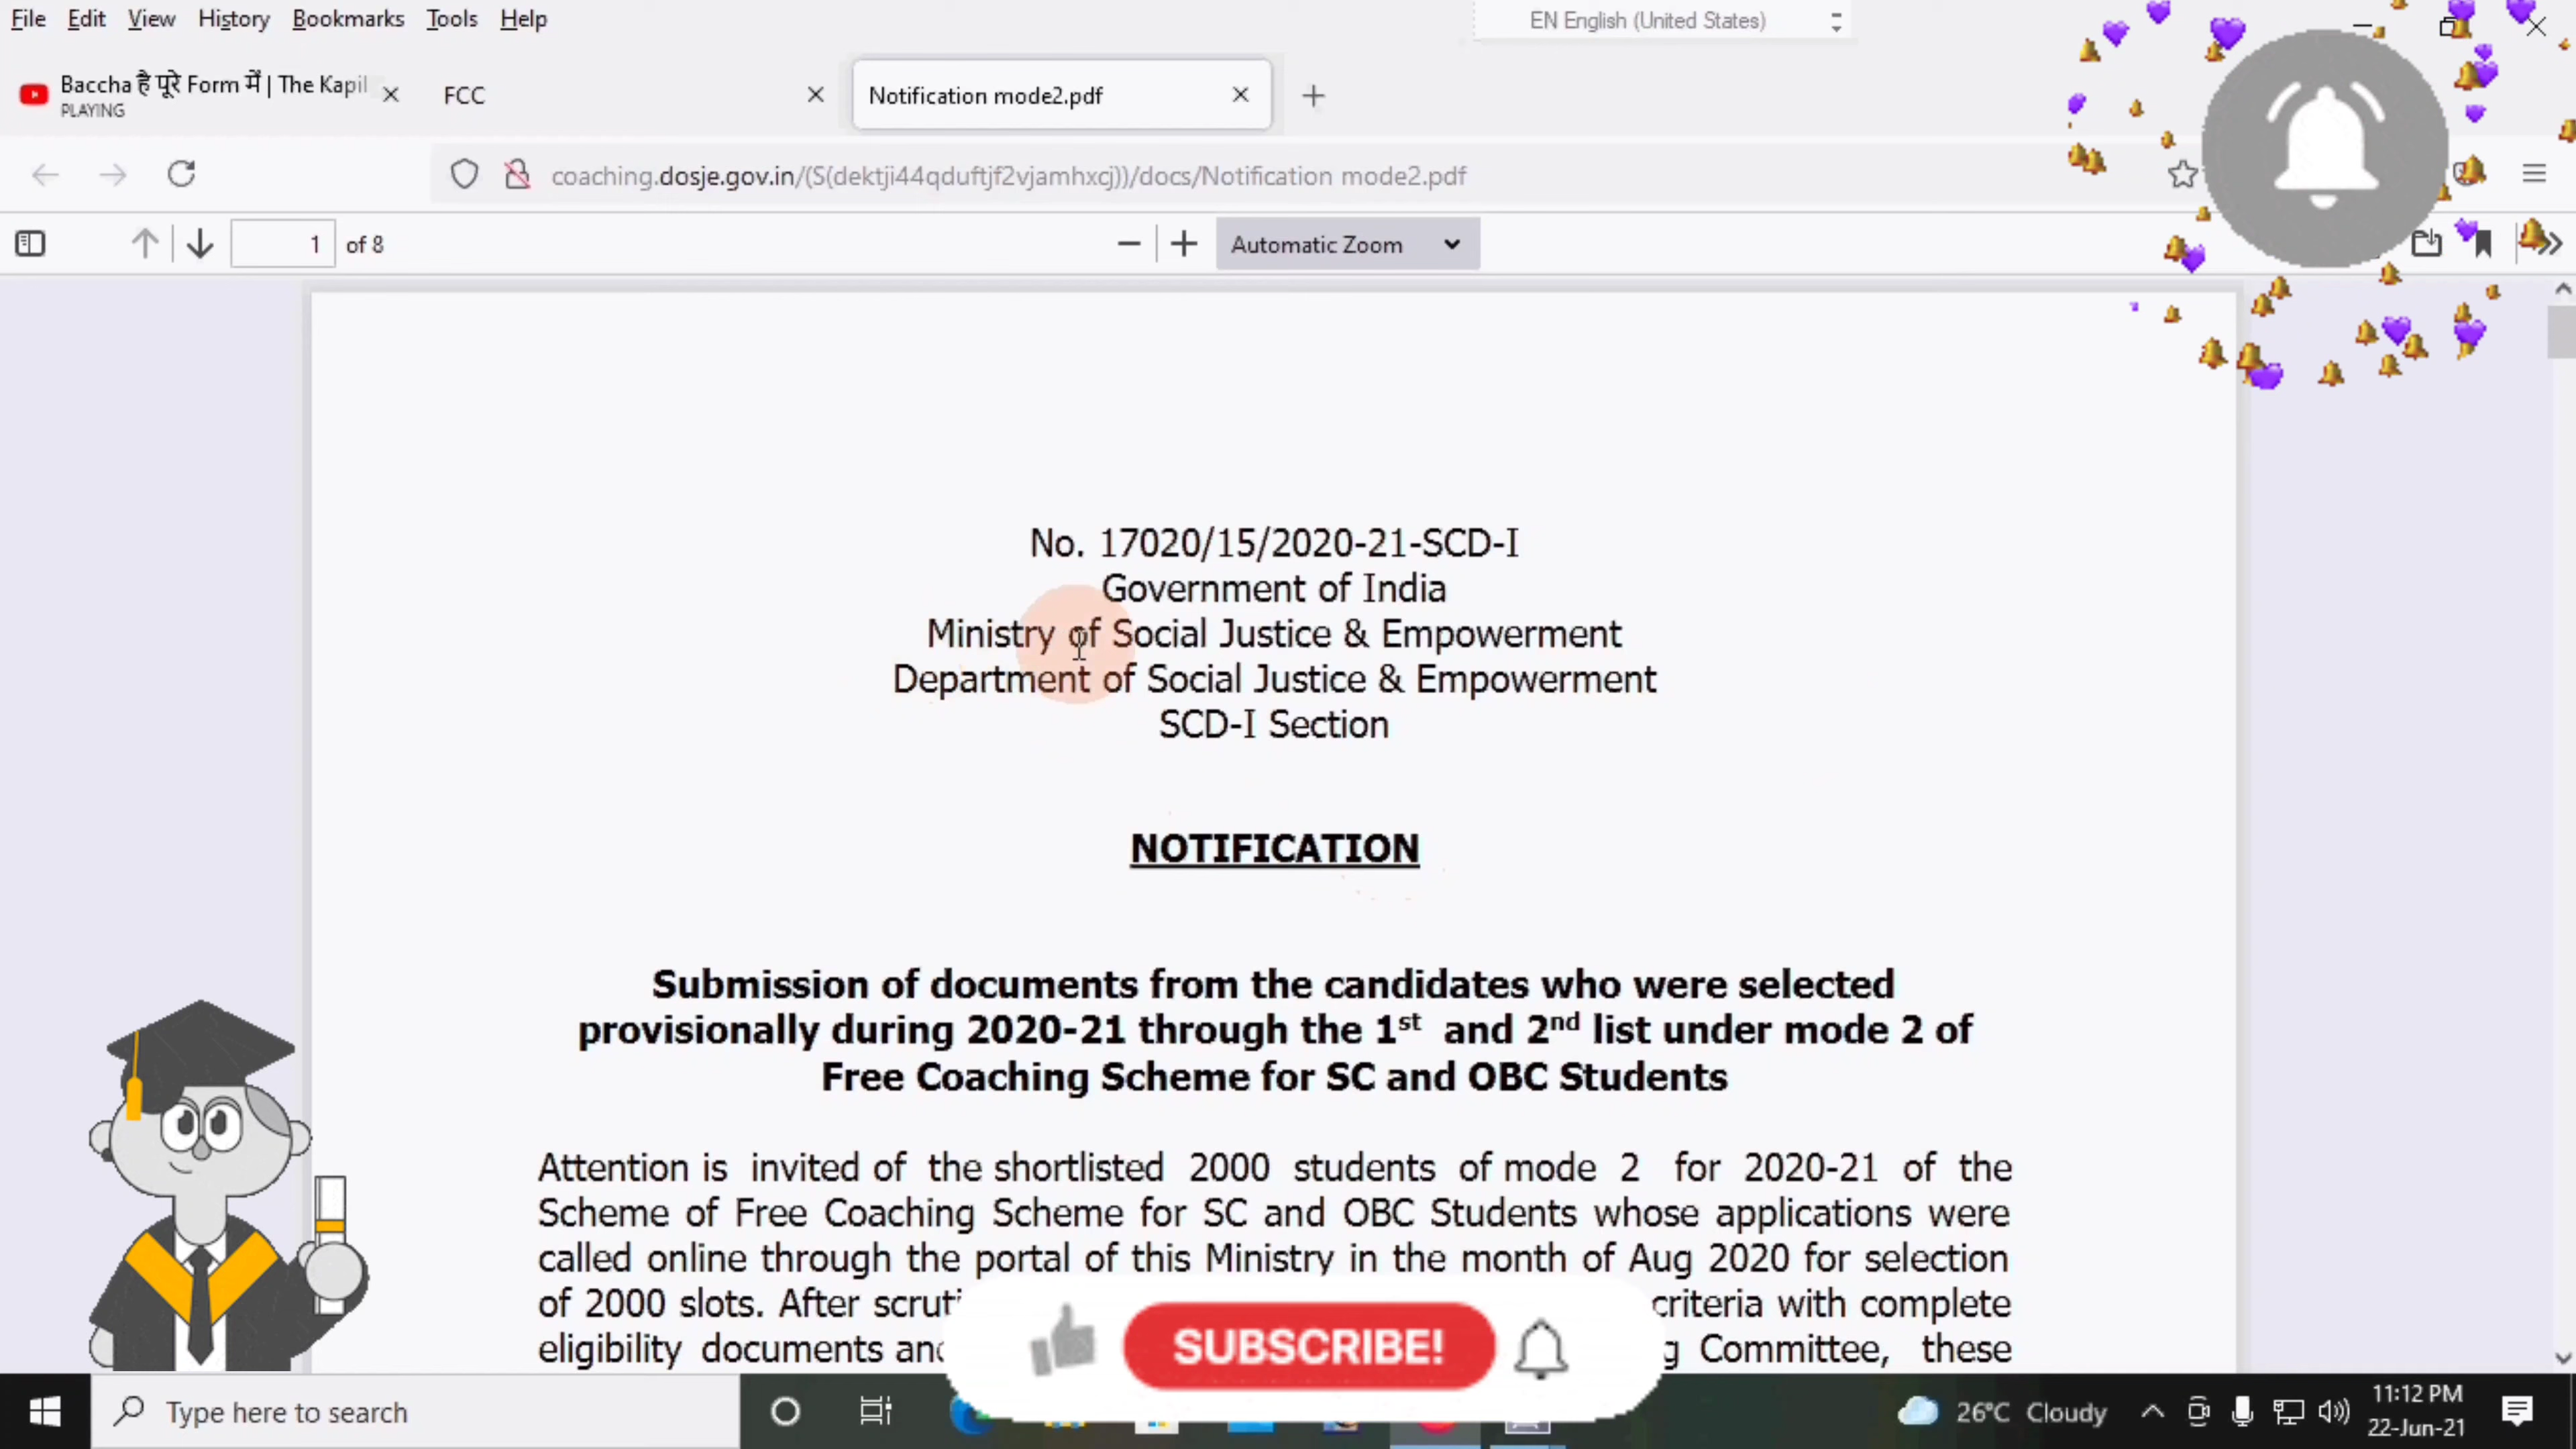 File Edit View History Bookmarks Tools Help
EN English (United States)
Baccha है पूरे Form में | The Kapil
PLAYING
FCC
Notification mode2.pdf
coaching.dosje.gov.in/(S(dektji44qduftjf2vjamhxcj))/docs/Notification mode2.pdf
1 of 8
Automatic Zoom
No. 17020/15/2020-21-SCD-I
Government of India
Ministry of Social Justice & Empowerment
Department of Social Justice & Empowerment
SCD-I Section
NOTIFICATION
Submission of documents from the candidates who were selected
provisionally during 2020-21 through the 1st and 2nd list under mode 2 of
Free Coaching Scheme for SC and OBC Students
Attention is invited of the shortlisted 2000 students of mode 2 for 2020-21 of the
Scheme of Free Coaching Scheme for SC and OBC Students whose applications were
called online through the portal of this Ministry in the month of Aug 2020 for selection
of 2000 slots. After criteria with complete
eligibility documents Committee, these
SUBSCRIBE!
Type here to search
26°C Cloudy
11:12 PM
22-Jun-21